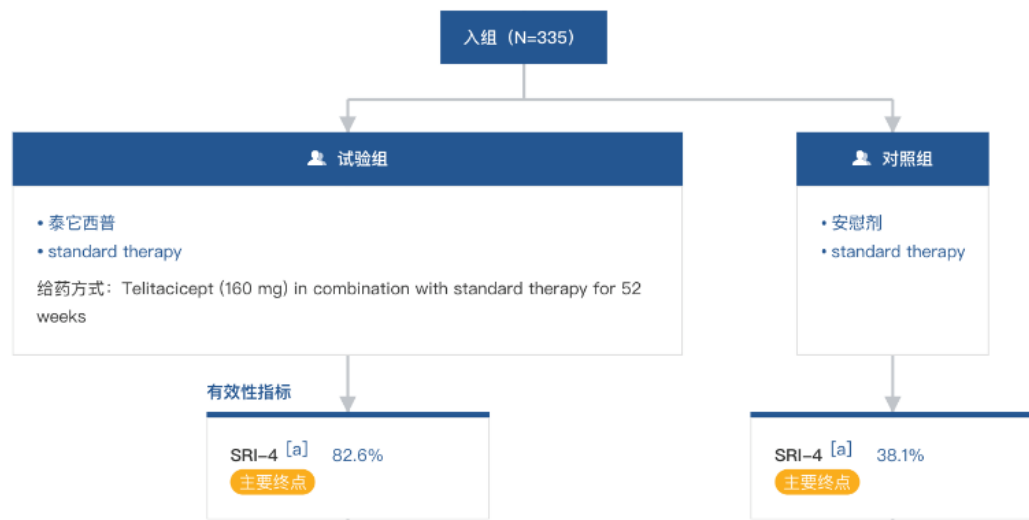 入组（N=335）
试验组
对照组
• 泰它西普
• standard therapy
给药方式：Telitacicept (160 mg) in combination with standard therapy for 52
weeks
• 安慰剂
• standard therapy
有效性指标
SRI-4 [a] 82.6%
主要终点
SRI-4 [a] 38.1%
主要终点